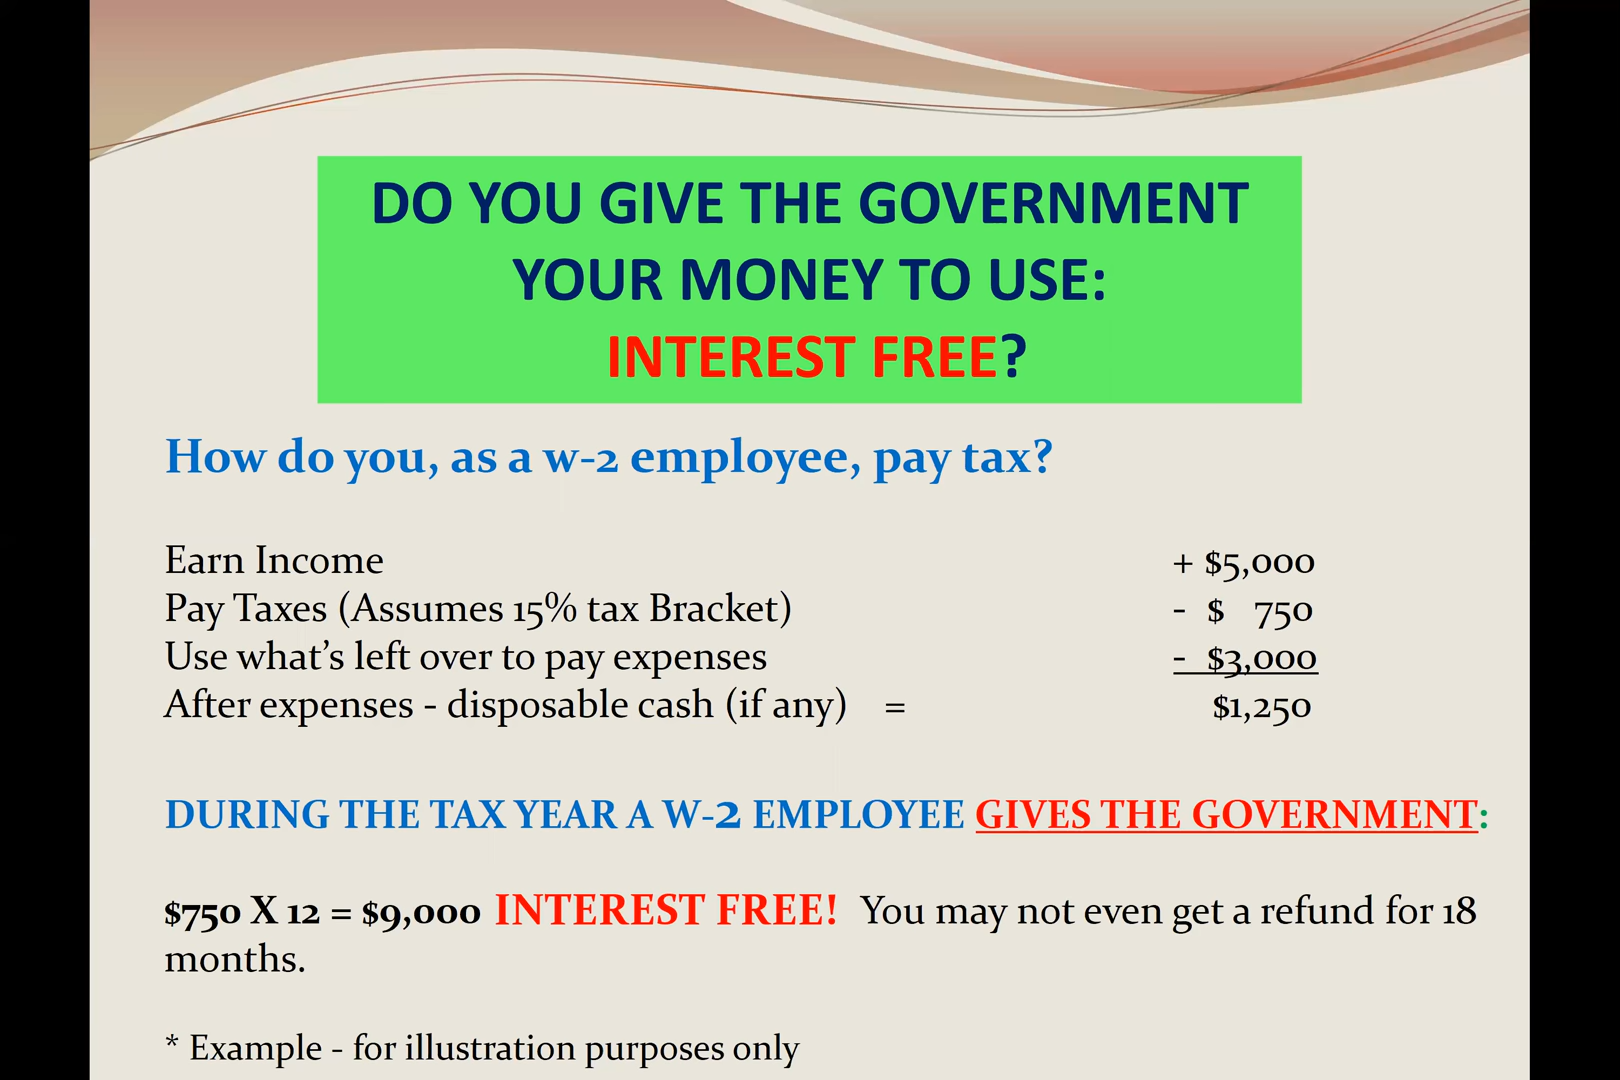 DO YOU GIVE THE GOVERNMENT
YOUR MONEY TO USE:
INTEREST FREE?
How do you, as a w-2 employee, pay tax?
Earn Income + $5,000
Pay Taxes (Assumes 15% tax Bracket) - $ 750
Use what's left over to pay expenses - $3,000
After expenses - disposable cash (if any) = $1,250
DURING THE TAX YEAR A W-2 EMPLOYEE GIVES THE GOVERNMENT:
$750 X 12 = $9,000 INTEREST FREE! You may not even get a refund for 18
months.
* Example - for illustration purposes only